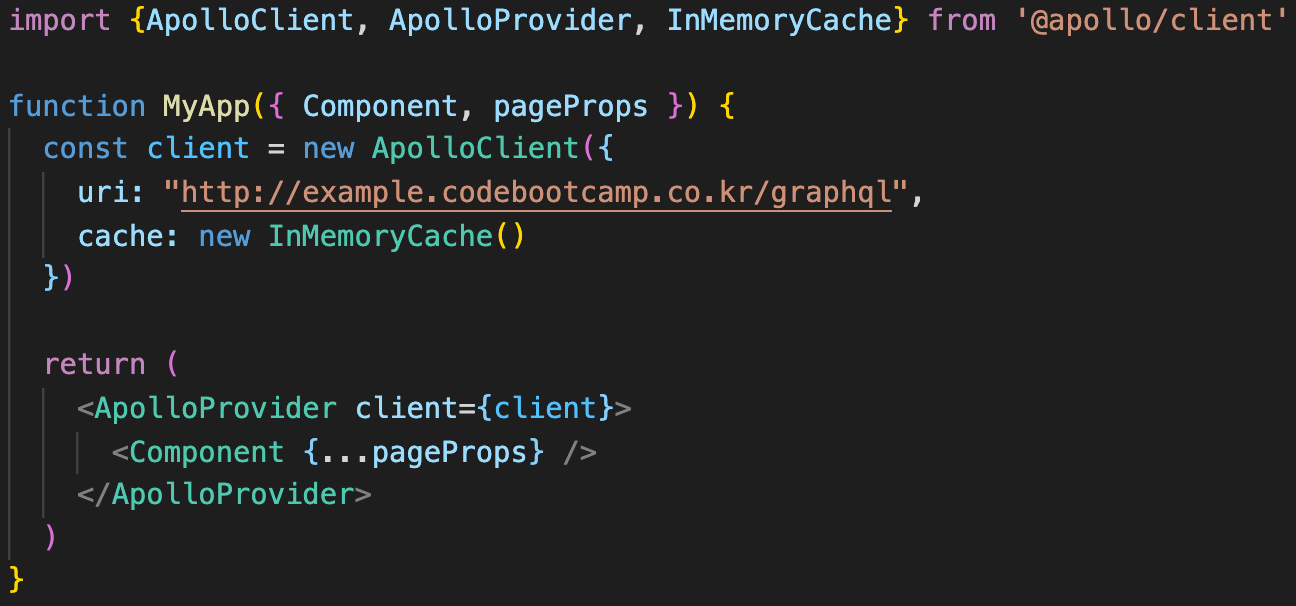 import {ApolloClient, ApolloProvider, InMemoryCache} from '@apollo/client'
function MyApp({ Component, pageProps }) {
const client = new ApolloClient({
uri: "http://example.codebootcamp.co.kr/graphql",
cache: new InMemoryCache()
})
return (
<ApolloProvider client={client}>
<Component {...pageProps} />
</ApolloProvider>
)
}